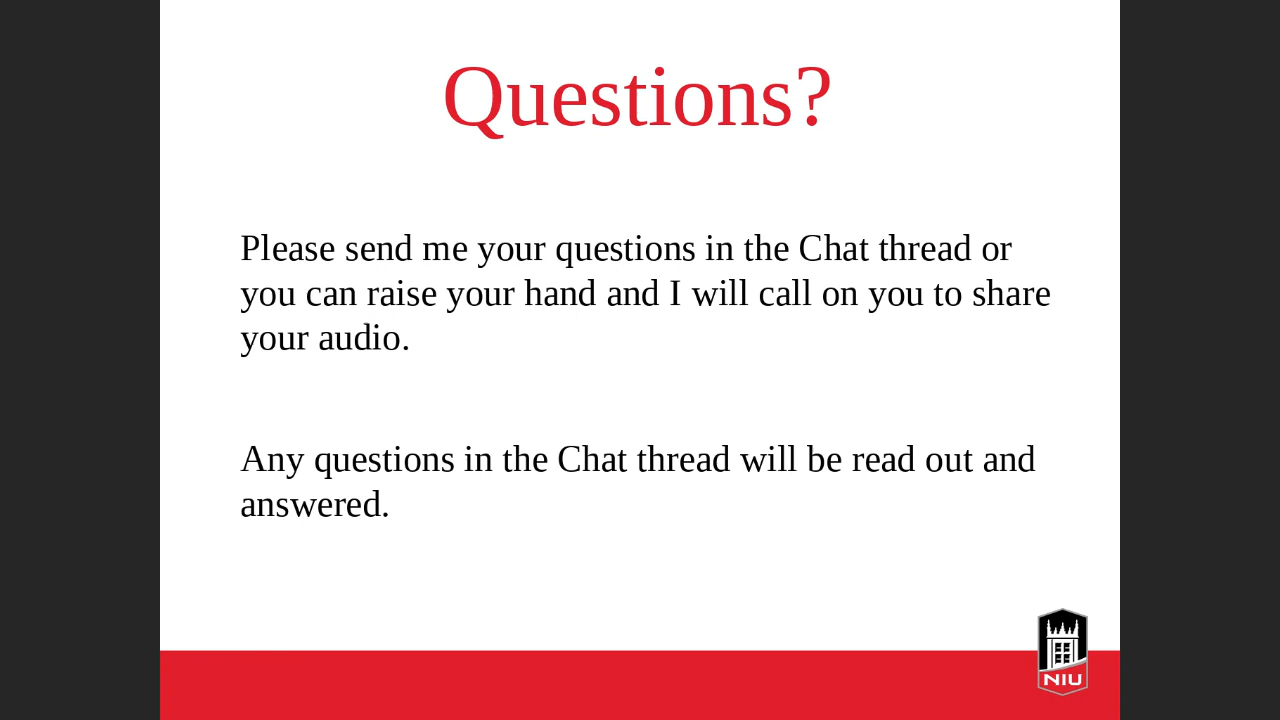 Questions?
Please send me your questions in the Chat thread or
you can raise your hand and I will call on you to share
your audio.
Any questions in the Chat thread will be read out and
answered.
NIU